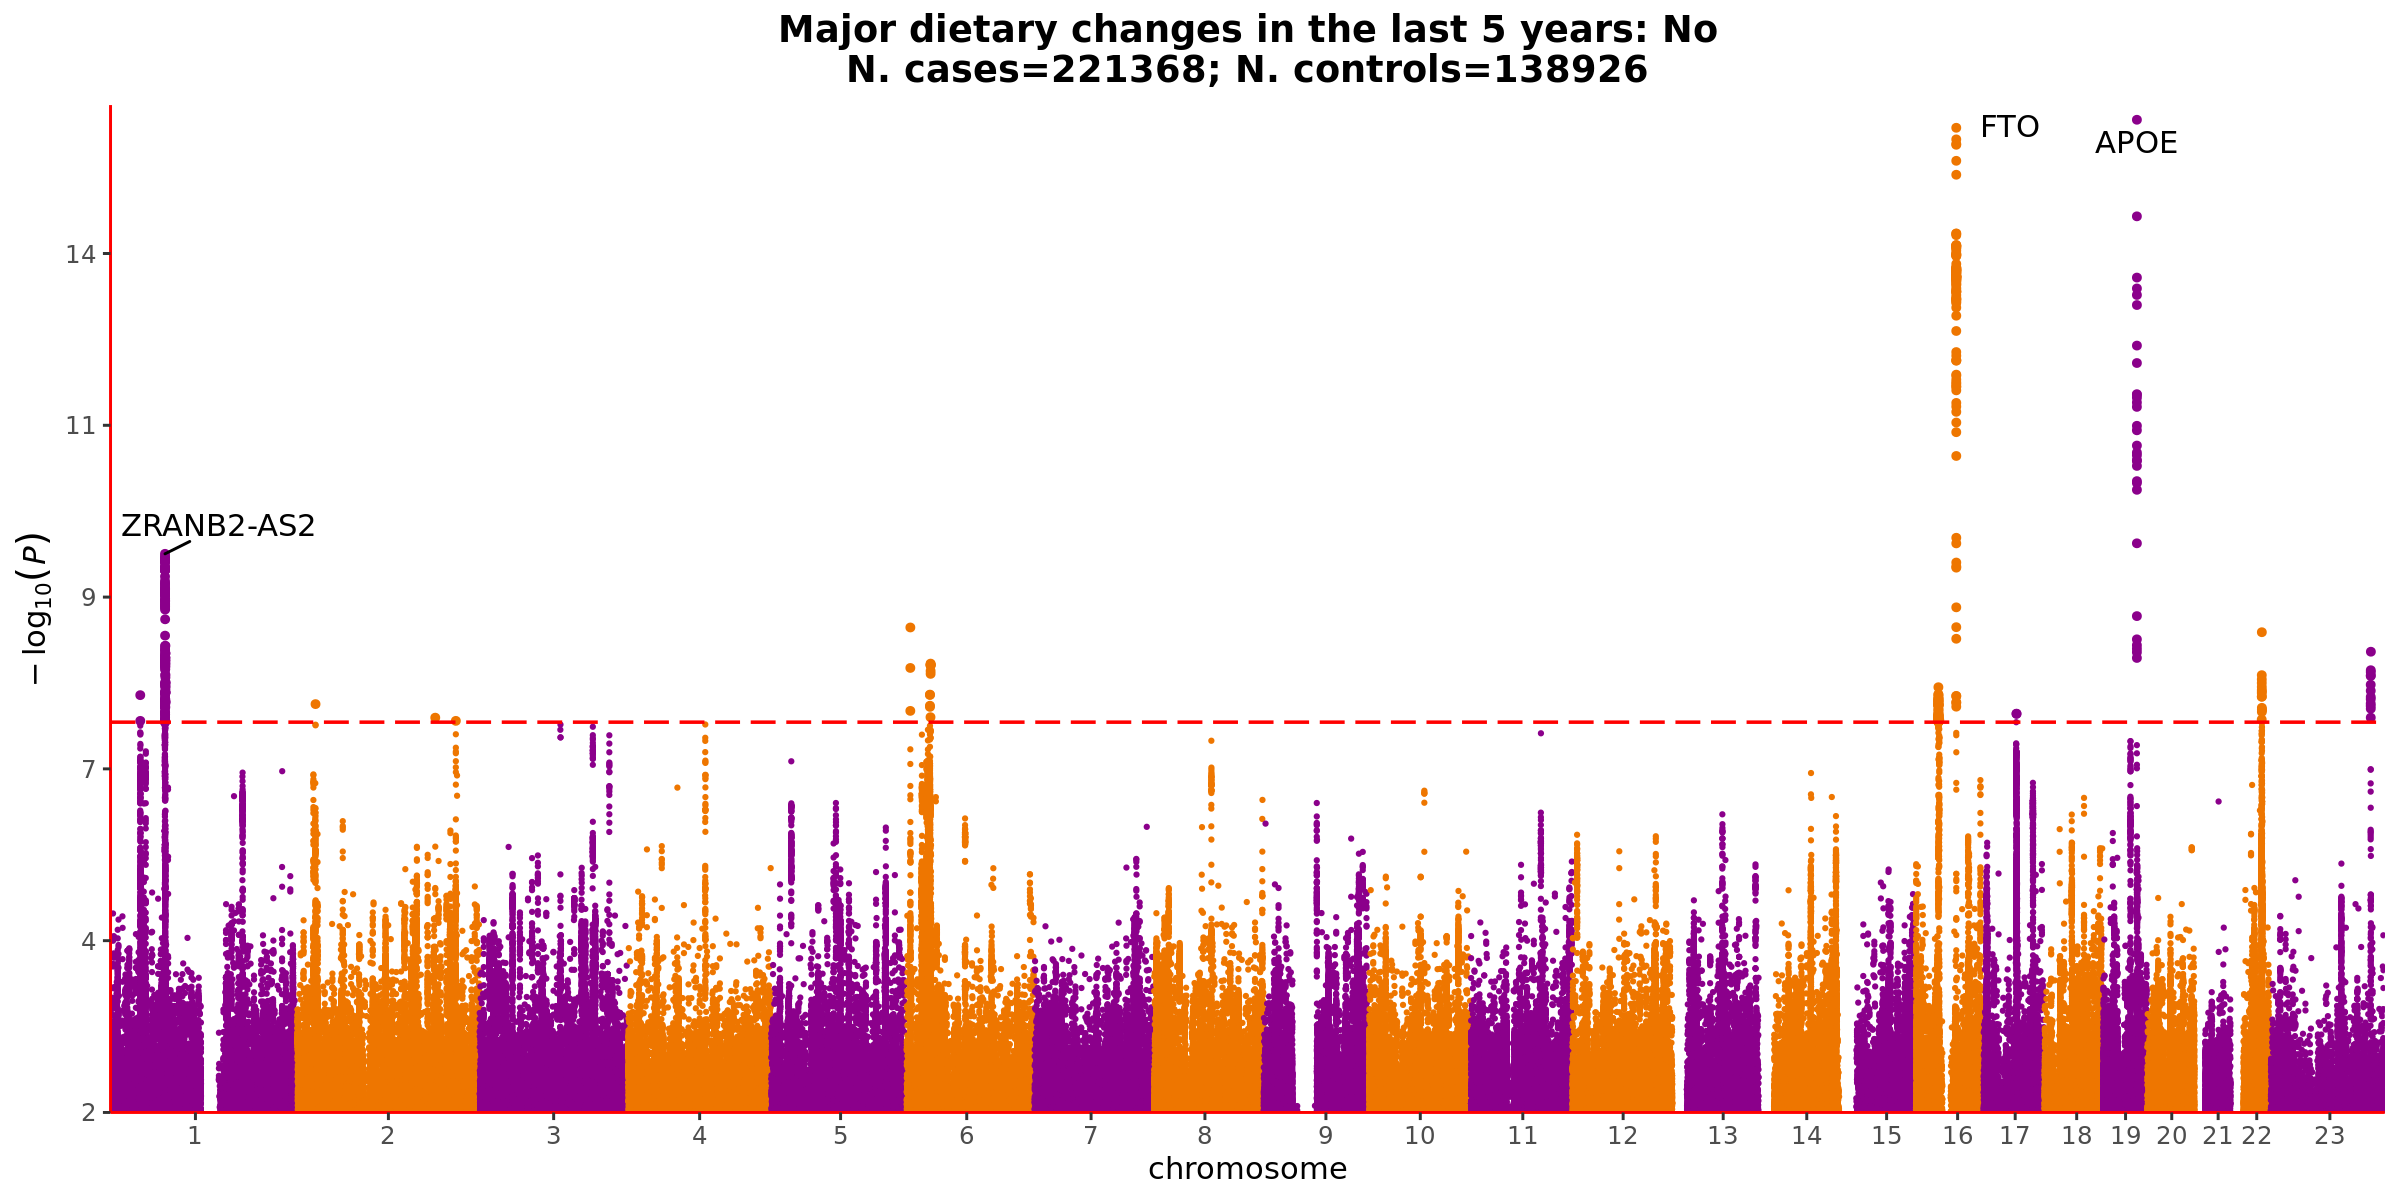 Major dietary changes in the last 5 years: No
N. cases=221368; N. controls=138926
FTO
APOE
ZRANB2-AS2
− log₁₀(P)
14
11
9
7
4
2
1 2 3 4 5 6 7 8 9 10 11 12 13 14 15 16 17 18 19 20 21 22 23
chromosome